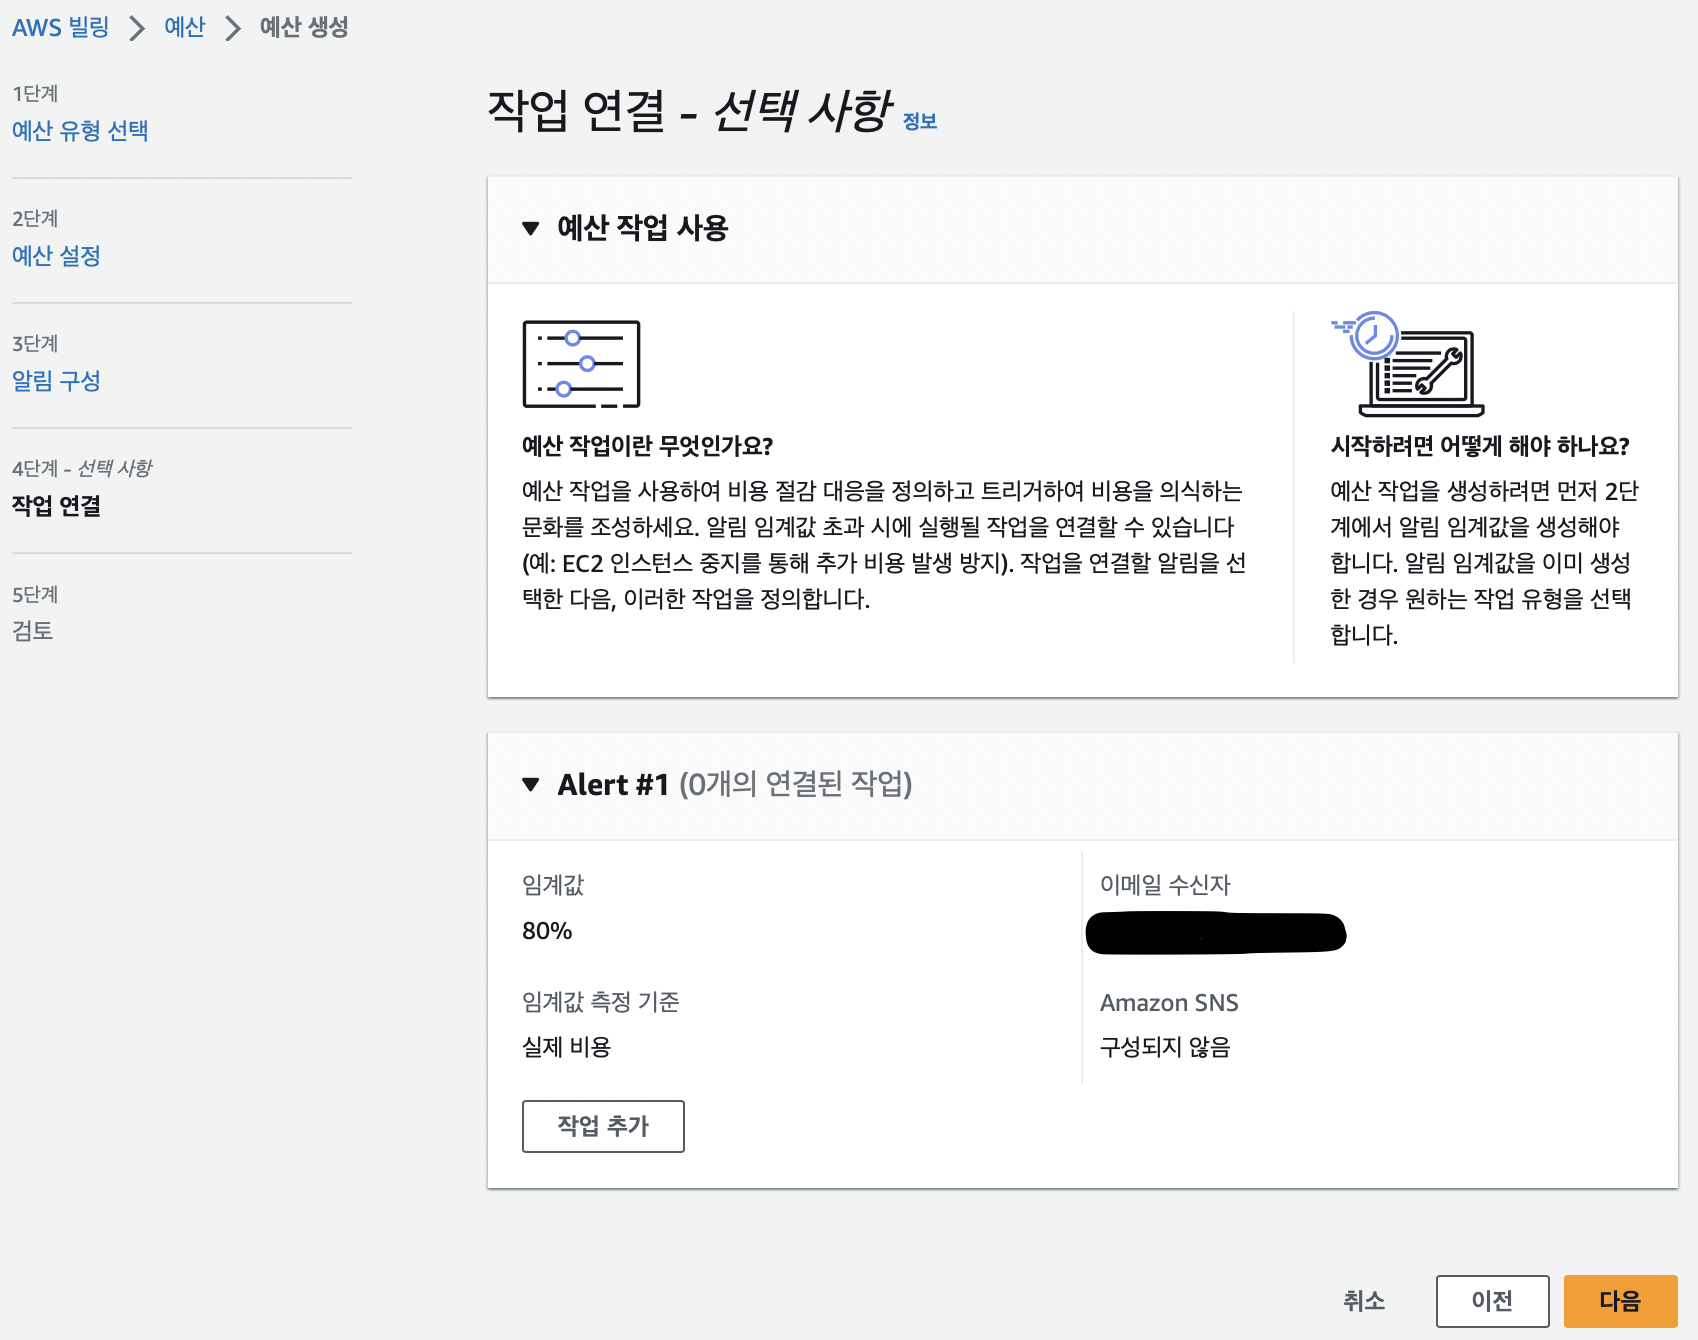 AWS 빌링 > 예산 > 예산 생성
1단계
예산 유형 선택
2단계
예산 설정
3단계
알림 구성
4단계 - 선택 사항
작업 연결
5단계
검토
작업 연결 - 선택 사항 정보
▼ 예산 작업 사용
예산 작업이란 무엇인가요?
예산 작업을 사용하여 비용 절감 대응을 정의하고 트리거하여 비용을 의식하는
문화를 조성하세요. 알림 임계값 초과 시에 실행될 작업을 연결할 수 있습니다
(예: EC2 인스턴스 중지를 통해 추가 비용 발생 방지). 작업을 연결할 알림을 선
택한 다음, 이러한 작업을 정의합니다.
시작하려면 어떻게 해야 하나요?
예산 작업을 생성하려면 먼저 2단
계에서 알림 임계값을 생성해야
합니다. 알림 임계값을 이미 생성
한 경우 원하는 작업 유형을 선택
합니다.
▼ Alert #1 (0개의 연결된 작업)
임계값
80%
임계값 측정 기준
실제 비용
이메일 수신자
Amazon SNS
구성되지 않음
작업 추가
취소
이전
다음